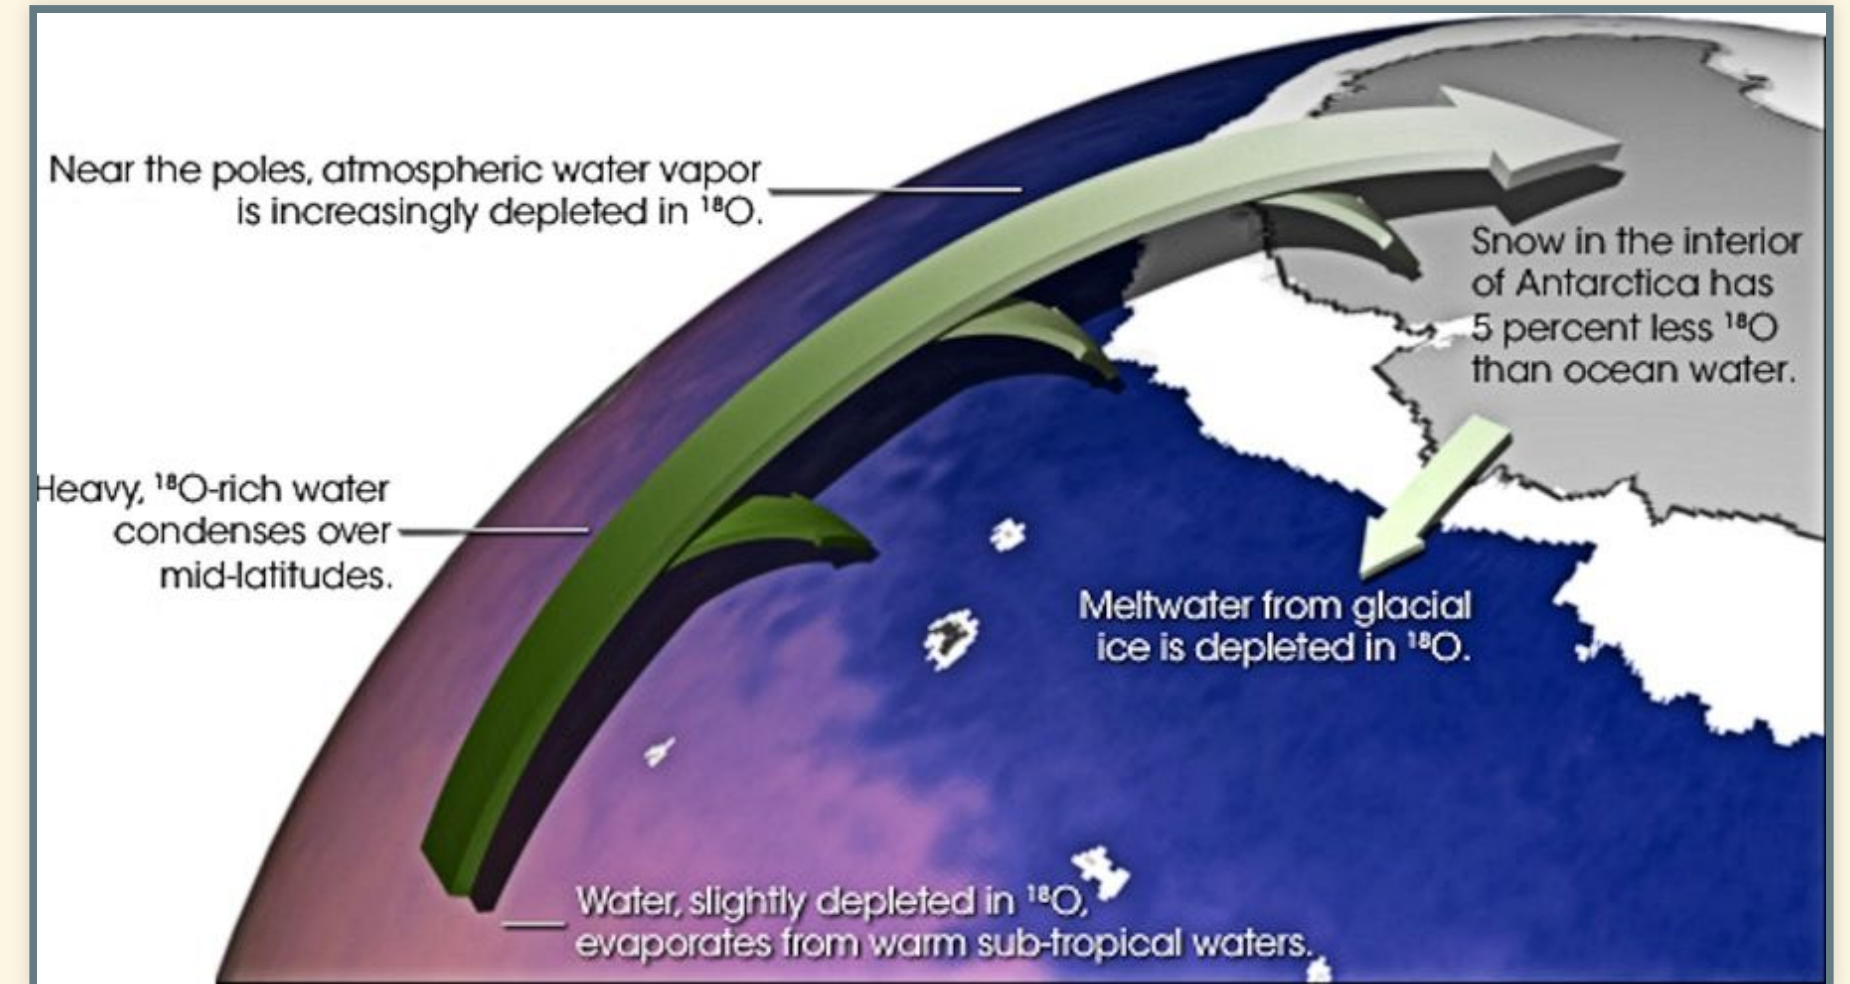 Near the poles, atmospheric water vapor
is increasingly depleted in ¹⁸O.
Snow in the interior
of Antarctica has
5 percent less ¹⁸O
than ocean water.
Heavy, ¹⁸O-rich water
condenses over
mid-latitudes.
Meltwater from glacial
ice is depleted in ¹⁸O.
Water, slightly depleted in ¹⁸O,
evaporates from warm sub-tropical waters.